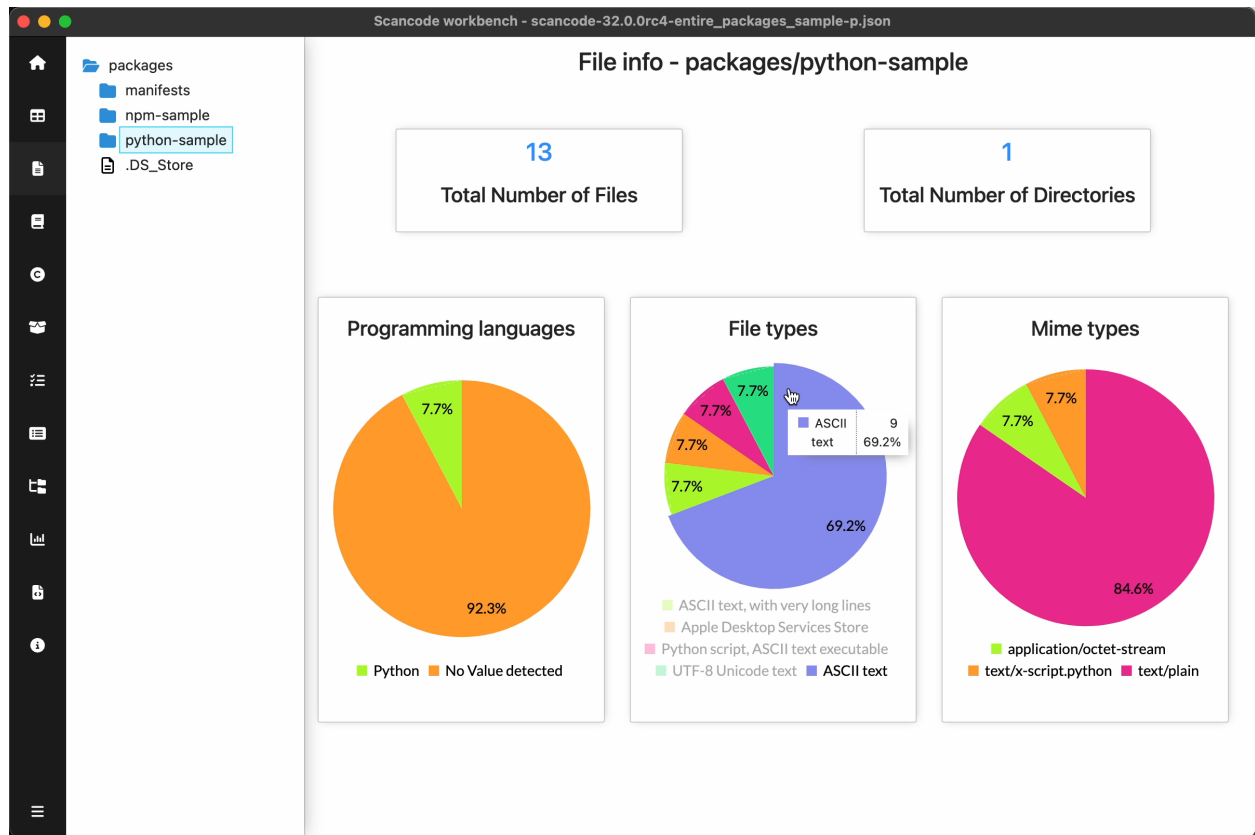 Scancode workbench - scancode-32.0.0rc4-entire_packages_sample-p.json
packages
manifests
npm-sample
python-sample
.DS_Store
File info - packages/python-sample
13
Total Number of Files
1
Total Number of Directories
Programming languages
7.7%
92.3%
Python No Value detected
File types
7.7%
7.7%
7.7%
7.7%
ASCII 9
text 69.2%
69.2%
ASCII text, with very long lines
Apple Desktop Services Store
Python script, ASCII text executable
UTF-8 Unicode text ASCII text
Mime types
7.7%
7.7%
84.6%
application/octet-stream
text/x-script.python text/plain